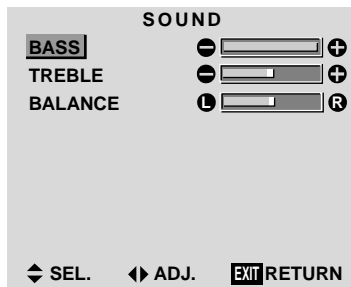 SOUND
BASS
TREBLE
BALANCE L R
SEL. ADJ. EXIT RETURN